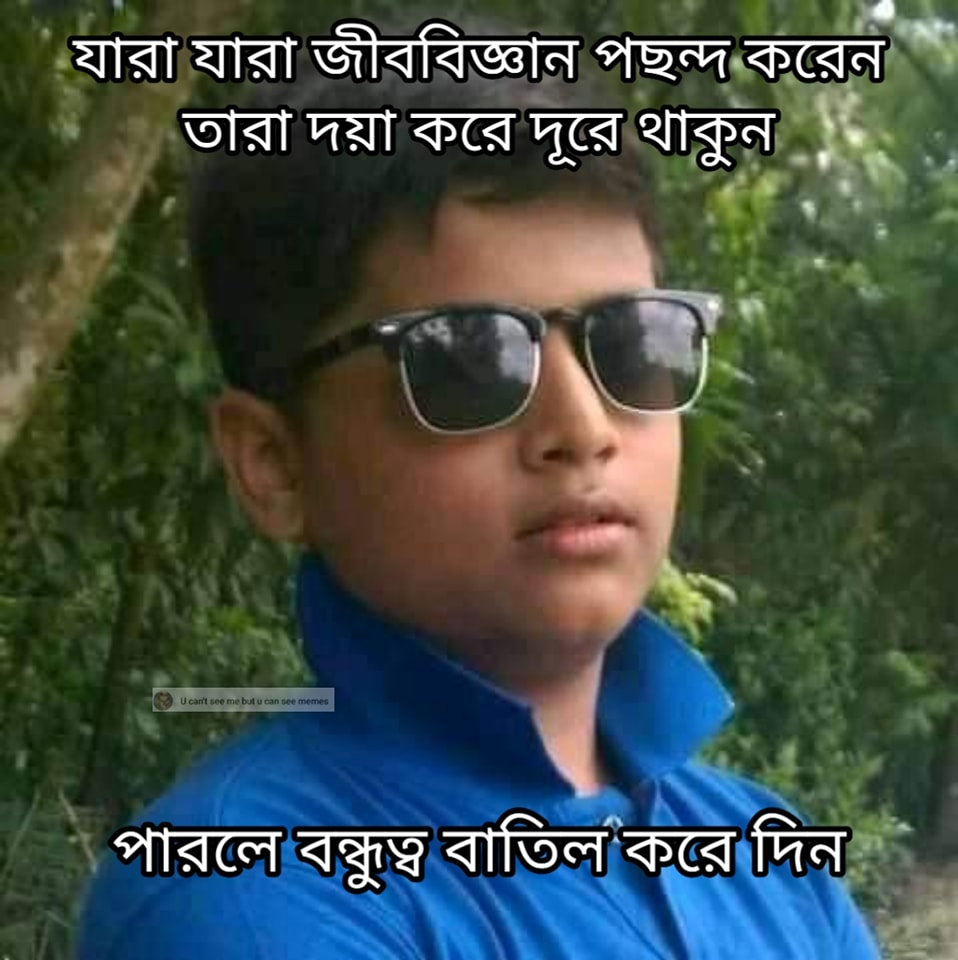 যারা যারা জীববিজ্ঞান পছন্দ করেন
তারা দয়া করে দূরে থাকুন
U can't see me but u can see memes
পারলে বন্ধুত্ব বাতিল করে দিন